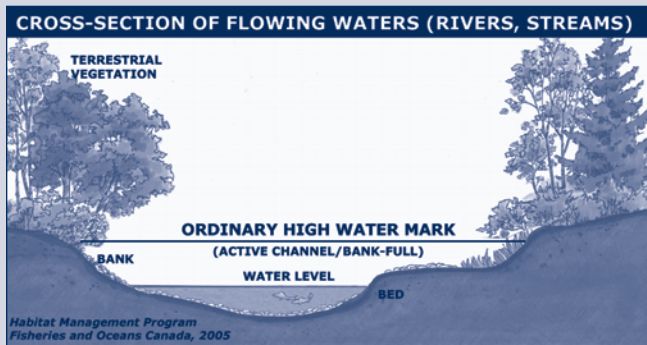 CROSS-SECTION OF FLOWING WATERS (RIVERS, STREAMS)
TERRESTRIAL
VEGETATION
ORDINARY HIGH WATER MARK
(ACTIVE CHANNEL/BANK-FULL)
BANK
WATER LEVEL
BED
Habitat Management Program
Fisheries and Oceans Canada, 2005